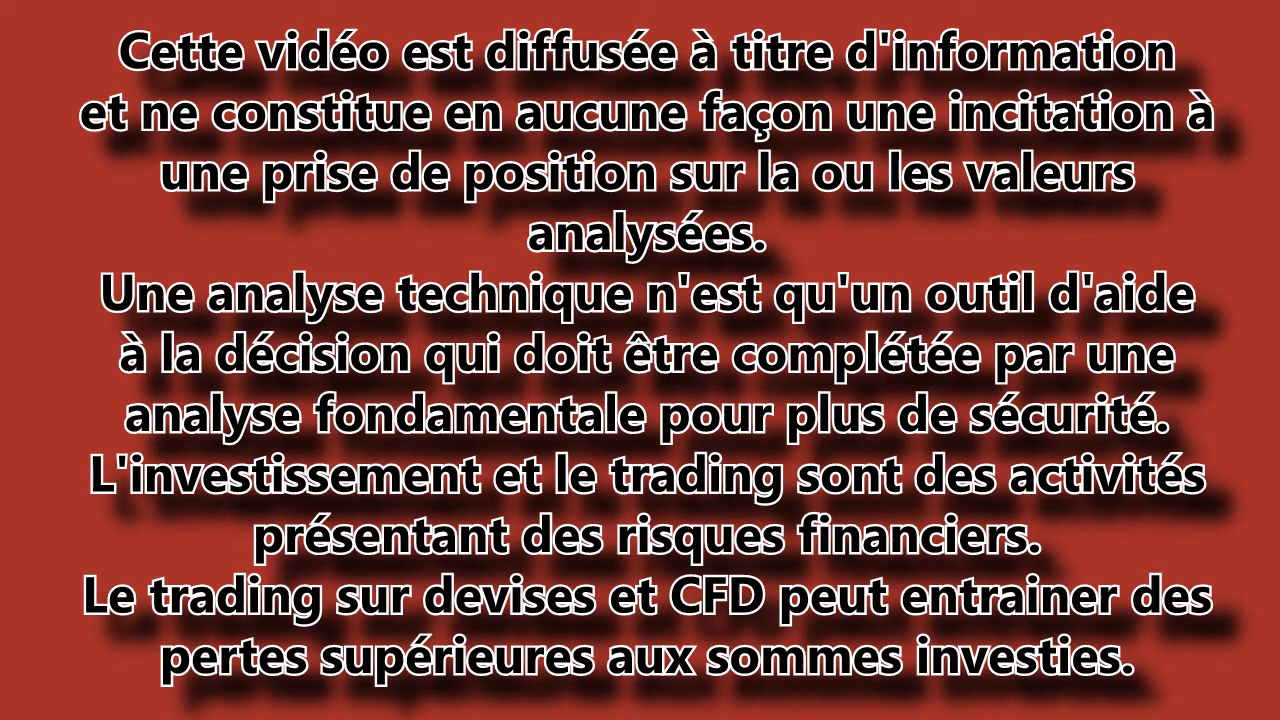 Cette vidéo est diffusée à titre d'information
et ne constitue en aucune façon une incitation à
une prise de position sur la ou les valeurs
analysées.
Une analyse technique n'est qu'un outil d'aide
à la décision qui doit être complétée par une
analyse fondamentale pour plus de sécurité.
L'investissement et le trading sont des activités
présentant des risques financiers.
Le trading sur devises et CFD peut entrainer des
pertes supérieures aux sommes investies.